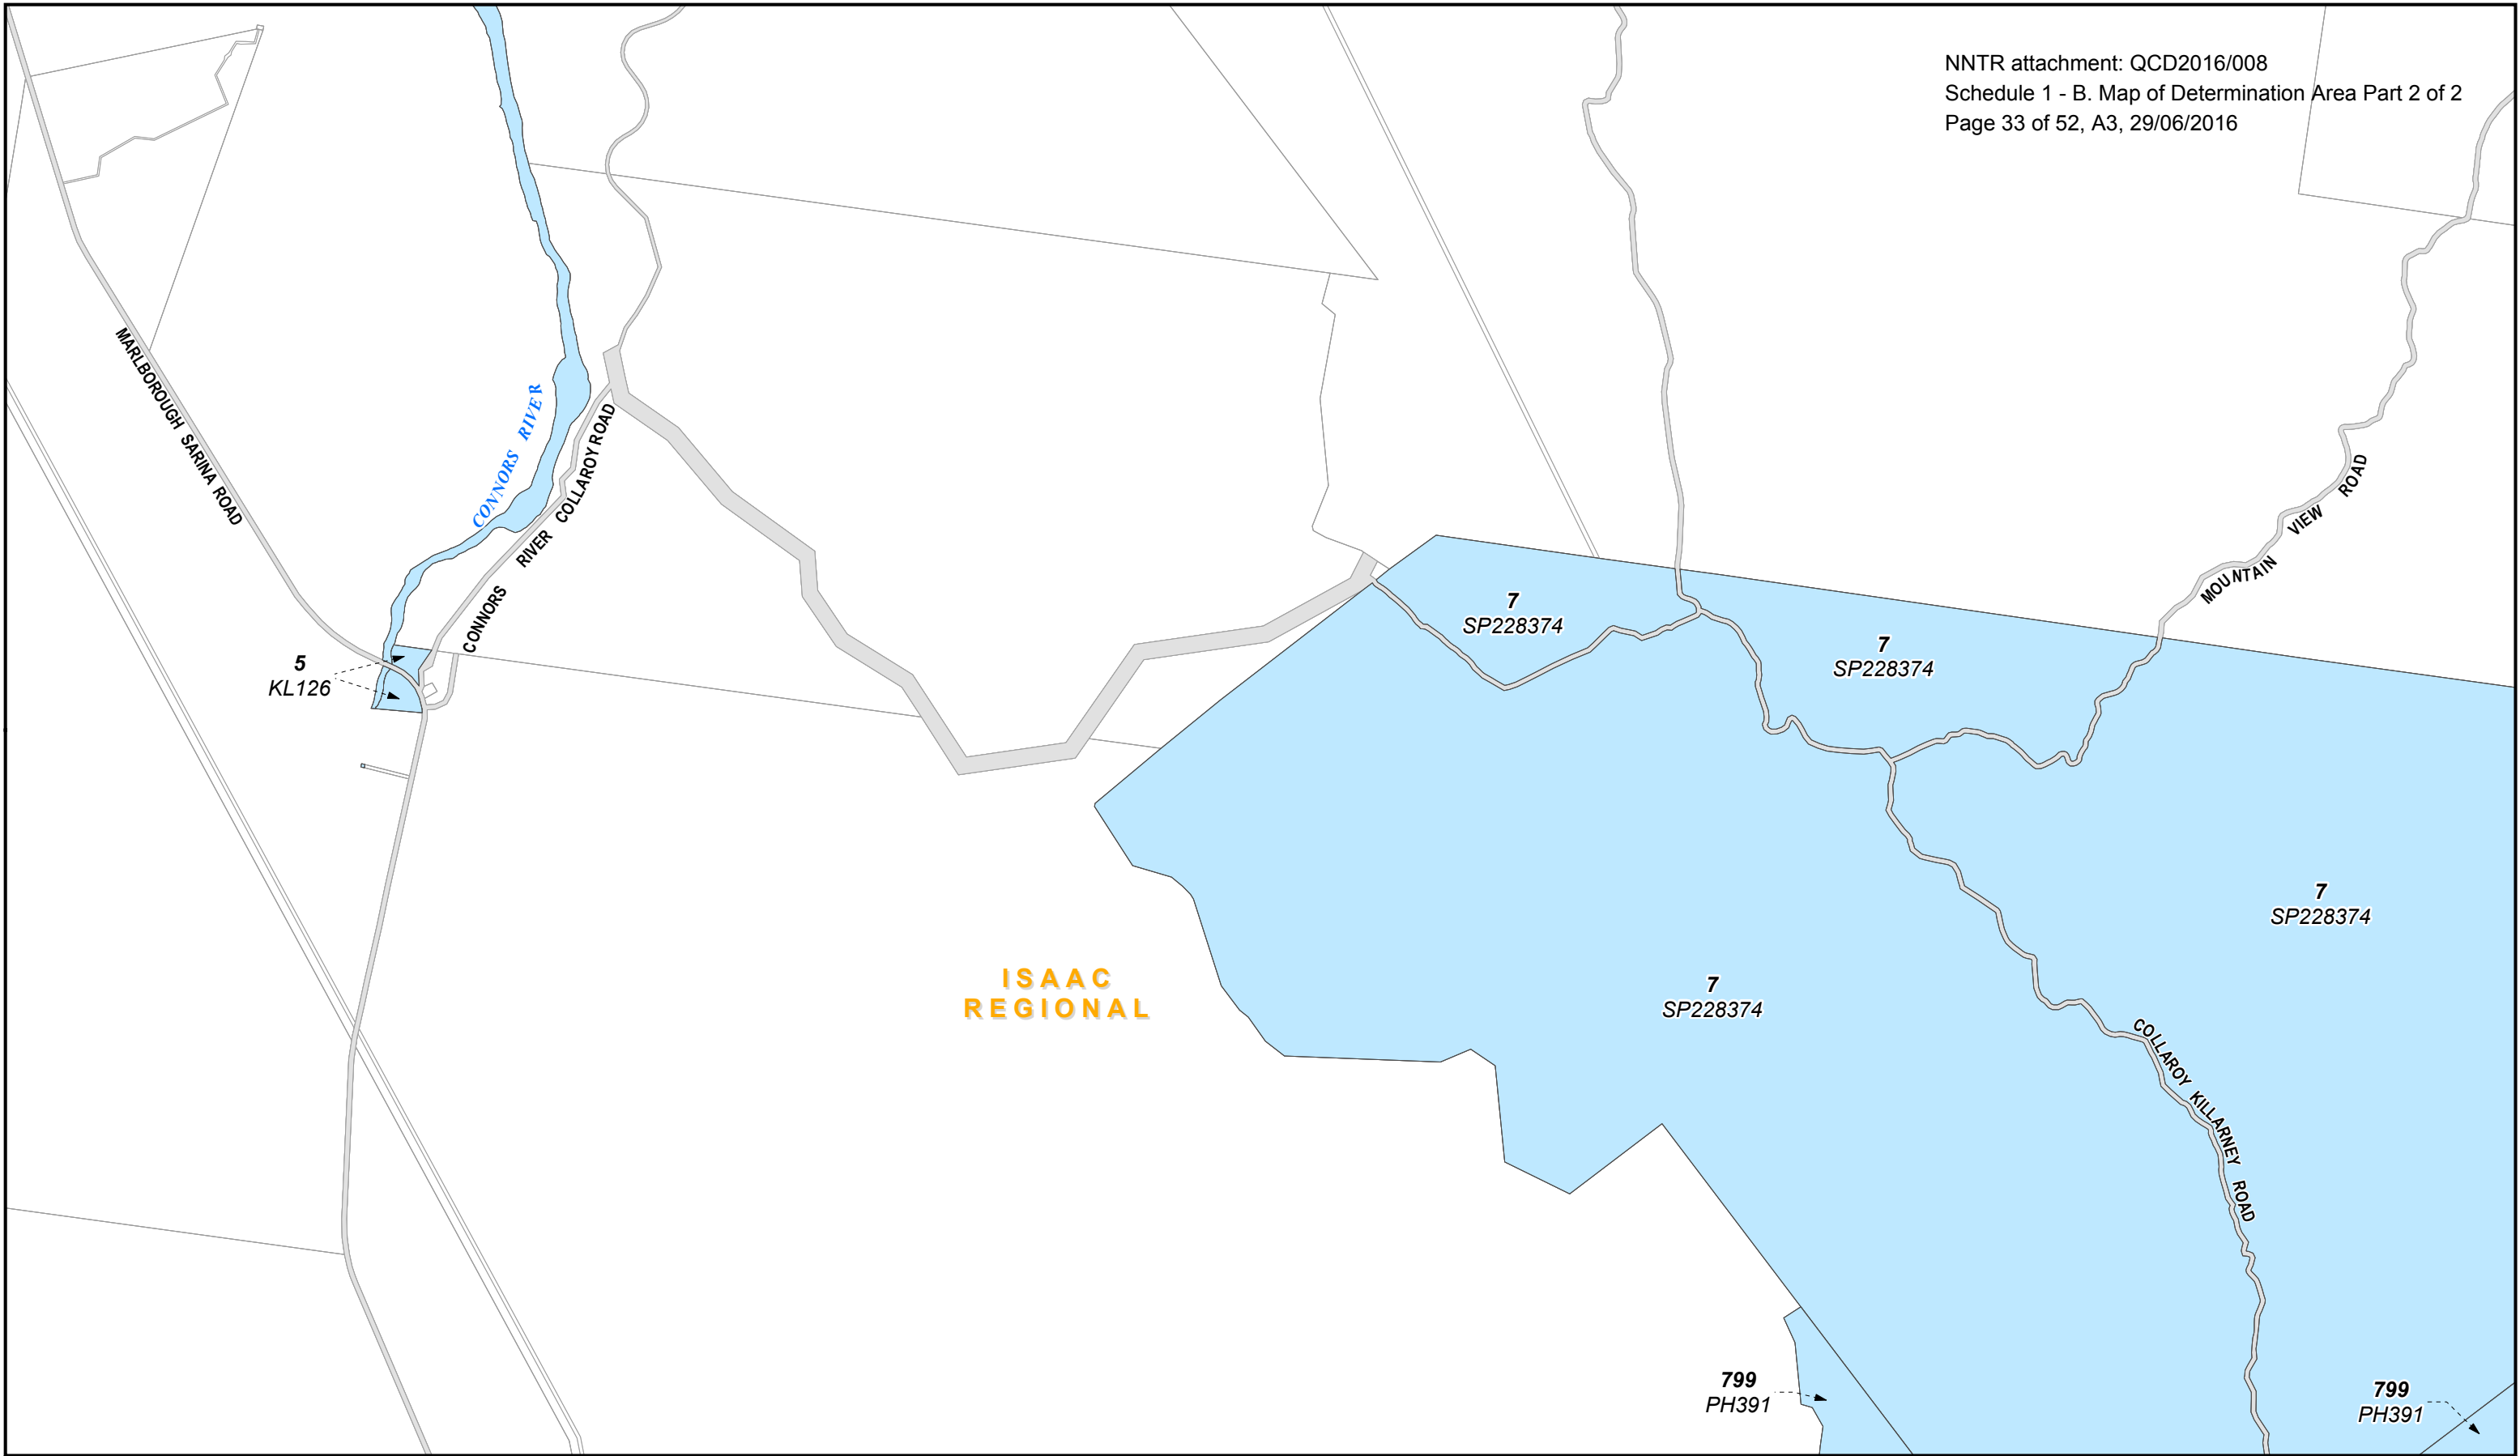 NNTR attachment: QCD2016/008
Schedule 1 - B. Map of Determination Area Part 2 of 2
Page 33 of 52, A3, 29/06/2016
MARLBOROUGH SARINA ROAD
CONNORS RIVER
CONNORS RIVER COLLAROY ROAD
MOUNTAIN VIEW ROAD
7
SP228374
7
SP228374
5
KL126
7
SP228374
ISAAC
REGIONAL
7
SP228374
COLLAROY KILLARNEY ROAD
799
PH391
799
PH391